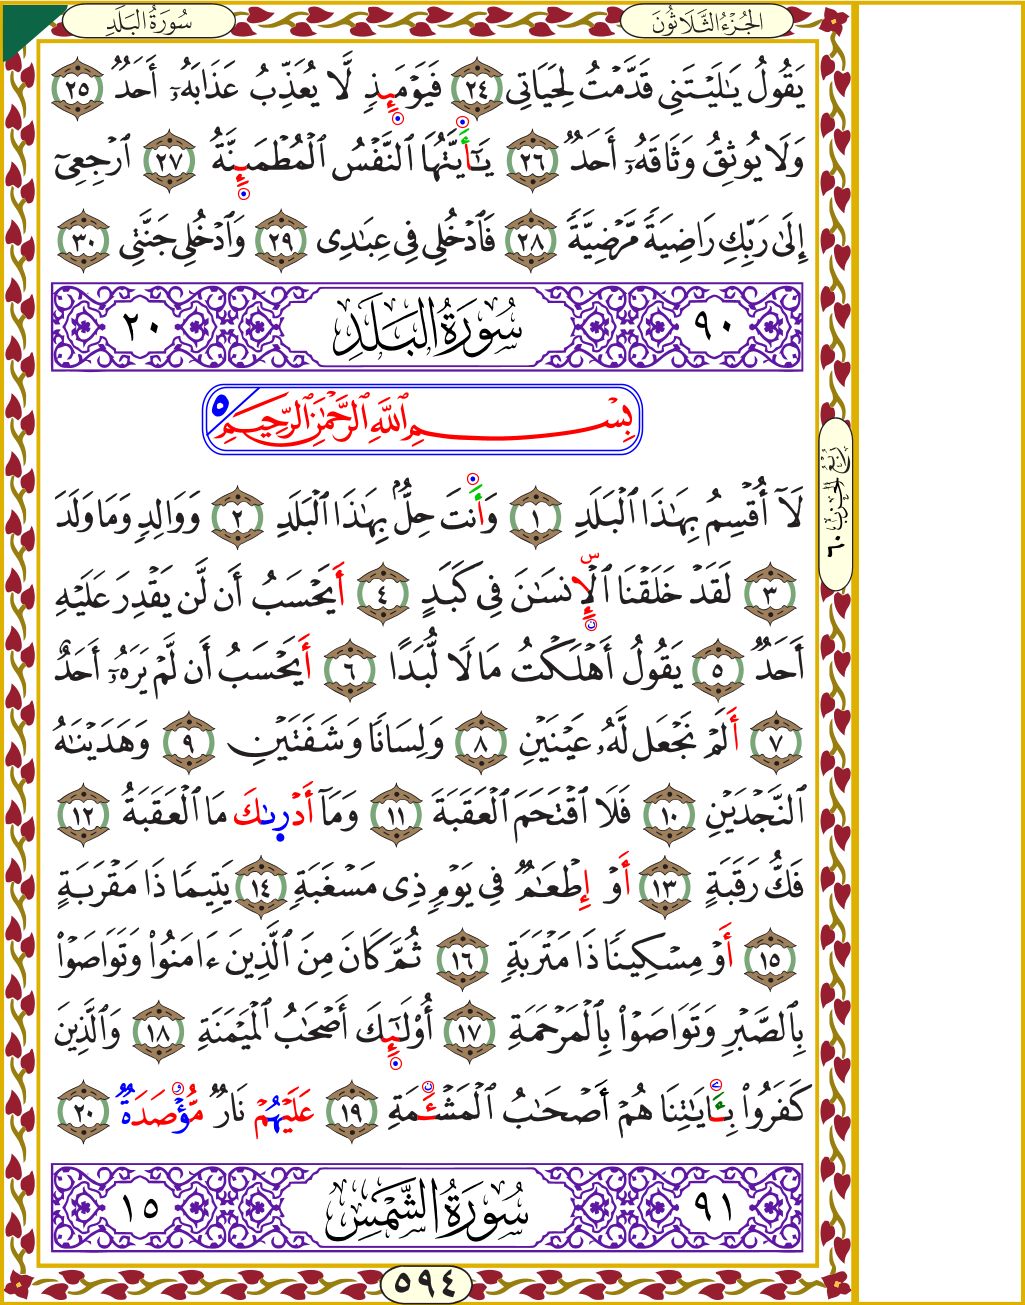 سُورَةُ البَلَدِ
الجُزْءُ الثَّلَاثُونَ
يَقُولُ يَٰلَيْتَنِي قَدَّمْتُ لِحَيَاتِي ٢٤ فَيَوْمَئِذٖ لَّا يُعَذِّبُ عَذَابَهُۥٓ أَحَدٞ ٢٥
وَلَا يُوثِقُ وَثَاقَهُۥٓ أَحَدٞ ٢٦ يَٰٓأَيَّتُهَا ٱلنَّفْسُ ٱلْمُطْمَئِنَّةُ ٢٧ ٱرْجِعِيٓ
إِلَىٰ رَبِّكِ رَاضِيَةٗ مَّرْضِيَّةٗ ٢٨ فَٱدْخُلِي فِي عِبَٰدِي ٢٩ وَٱدْخُلِي جَنَّتِي ٣٠
٩٠ سُورَةُ البَلَدِ ٢٠
بِسْمِ ٱللَّهِ ٱلرَّحْمَٰنِ ٱلرَّحِيمِ ٥
لَآ أُقْسِمُ بِهَٰذَا ٱلْبَلَدِ ١ وَأَنتَ حِلُّۢ بِهَٰذَا ٱلْبَلَدِ ٢ وَوَالِدٖ وَمَا وَلَدَ
٣ لَقَدْ خَلَقْنَا ٱلْإِنسَٰنَ فِي كَبَدٍ ٤ أَيَحْسَبُ أَن لَّن يَقْدِرَ عَلَيْهِ
أَحَدٞ ٥ يَقُولُ أَهْلَكْتُ مَالٗا لُّبَدًا ٦ أَيَحْسَبُ أَن لَّمْ يَرَهُۥٓ أَحَدٌ
٧ أَلَمْ نَجْعَل لَّهُۥ عَيْنَيْنِ ٨ وَلِسَانٗا وَشَفَتَيْنِ ٩ وَهَدَيْنَٰهُ
ٱلنَّجْدَيْنِ ١٠ فَلَا ٱقْتَحَمَ ٱلْعَقَبَةَ ١١ وَمَآ أَدْرَىٰكَ مَا ٱلْعَقَبَةُ ١٢
فَكُّ رَقَبَةٍ ١٣ أَوْ إِطْعَٰمٞ فِي يَوْمٖ ذِي مَسْغَبَةٖ ١٤ يَتِيمٗا ذَا مَقْرَبَةٍ
١٥ أَوْ مِسْكِينٗا ذَا مَتْرَبَةٖ ١٦ ثُمَّ كَانَ مِنَ ٱلَّذِينَ ءَامَنُواْ وَتَوَاصَوْاْ
بِٱلصَّبْرِ وَتَوَاصَوْاْ بِٱلْمَرْحَمَةِ ١٧ أُوْلَٰٓئِكَ أَصْحَٰبُ ٱلْمَيْمَنَةِ ١٨ وَٱلَّذِينَ
كَفَرُواْ بِـَٔايَٰتِنَا هُمْ أَصْحَٰبُ ٱلْمَشْـَٔمَةِ ١٩ عَلَيْهُمْ نَارٞ مُّؤْصَدَةُۢ ٢٠
٩١ سُورَةُ الشَّمْسِ ١٥
٥٩٤
رُبُعُ الحِزْبِ ٦٠